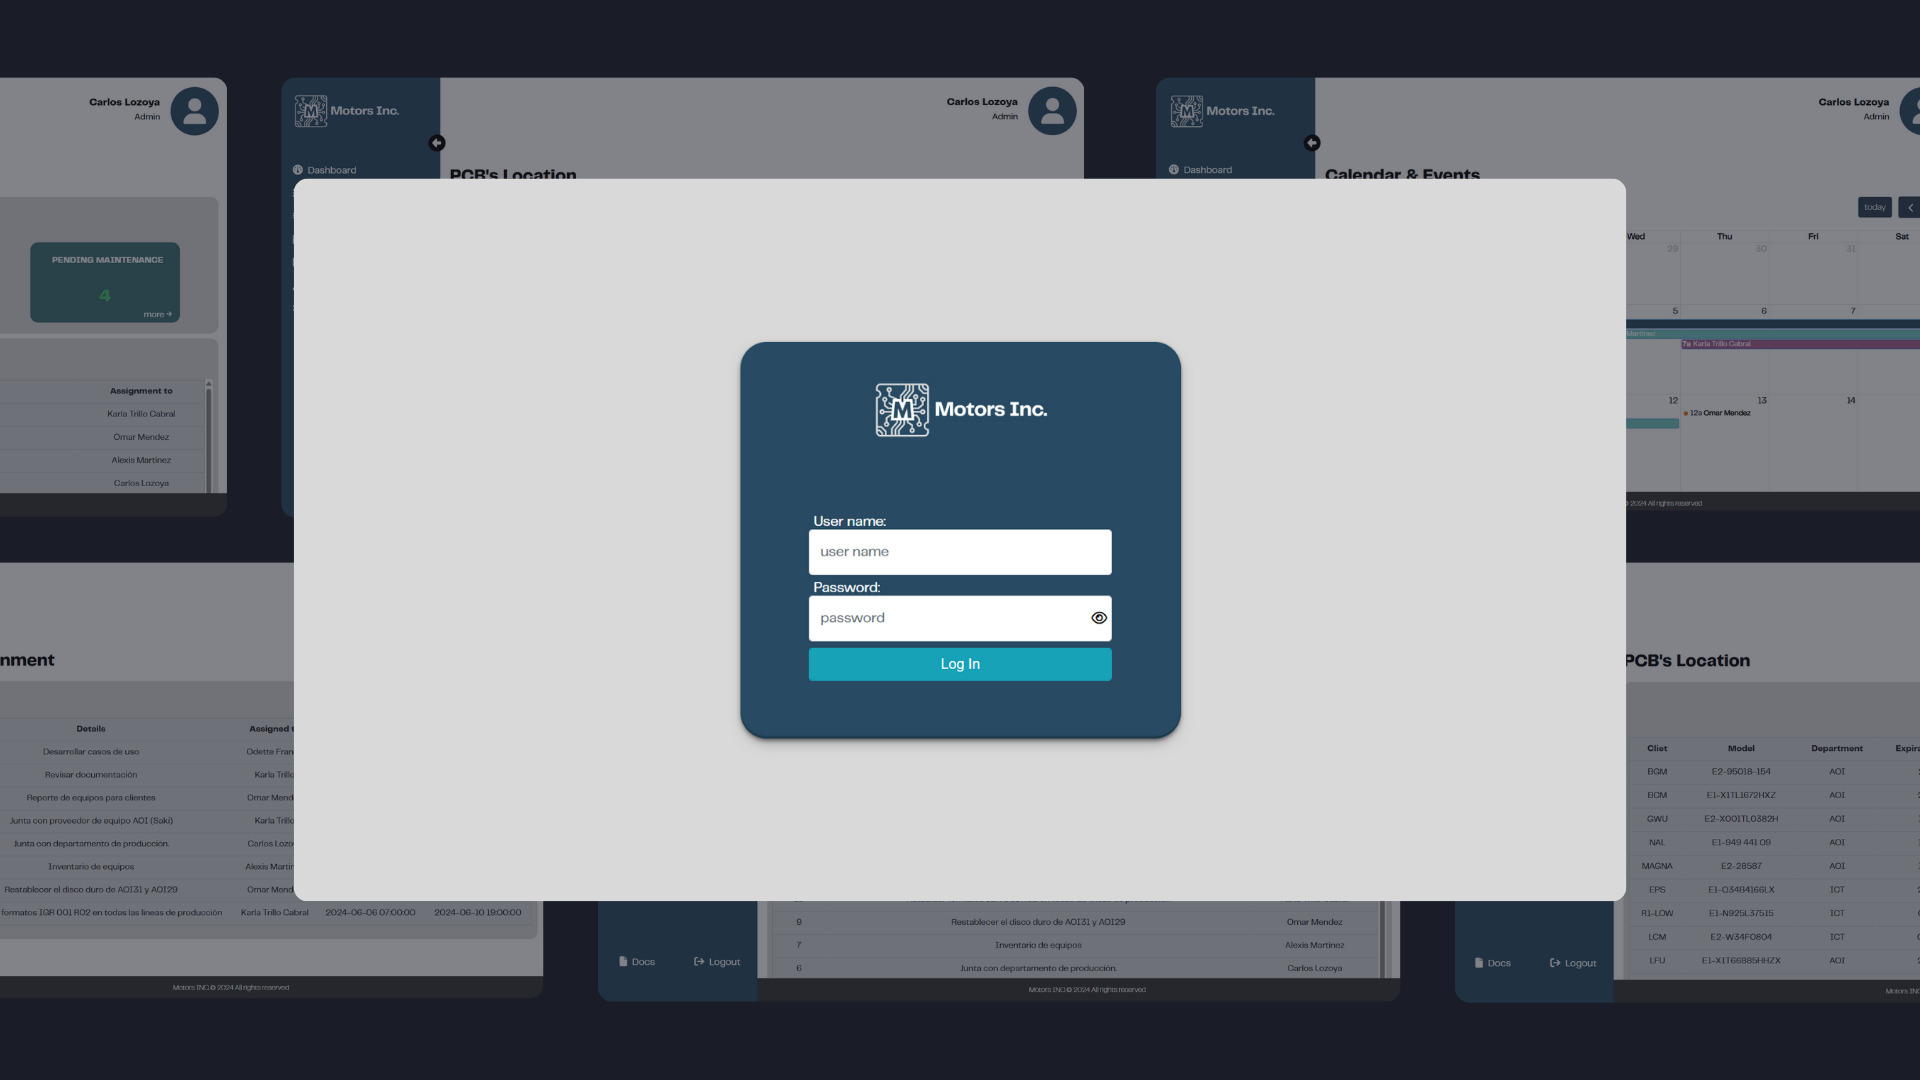 Carlos Lozoya
Admin
PENDING MAINTENANCE
4
more →
Assignment to
Karla Trillo Cabral
Omar Mendez
Alexis Martinez
Carlos Lozoya
Motors Inc.
Carlos Lozoya
Admin
Dashboard
PCB's Location
Motors Inc.
Carlos Lozoya
Admin
Dashboard
Calendar & Events
today <
Wed Thu Fri Sat
29 30 31
5 6 7
Martinez
7a Karla Trillo Cabral
12 13 14
12a Omar Mendez
© 2024 All rights reserved
Motors Inc.
User name:
user name
Password:
password
Log In
nment
Details Assigned t
Desarrollar casos de uso Odette Fran
Revisar documentación Karla Trillo
Reporte de equipos para clientes Omar Mend
Junta con proveedor de equipo AOI (Saki) Karla Trillo
Junta con departamento de producción. Carlos Lozo
Inventario de equipos Alexis Martin
Restablecer el disco duro de AOI31 y AOI29 Omar Mend
formatos IGR 001 R02 en todas las lineas de producción Karla Trillo Cabral 2024-06-06 07:00:00 2024-06-10 19:00:00
Motors INC.© 2024 All rights reserved
9 Restablecer el disco duro de AOI31 y AOI29 Omar Mendez
7 Inventario de equipos Alexis Martinez
6 Junta con departamento de producción. Carlos Lozoya
Docs Logout
Motors INC.© 2024 All rights reserved
PCB's Location
Cliet Model Department Expira
BGM E2-95018-154 AOI
BCM E1-X1TL1672HXZ AOI
GWU E2-X001TL0382H AOI
NAL E1-949 441 09 AOI
MAGNA E2-28587 AOI
EPS E1-Q34B4166LX ICT
R1-LOW E1-N925L37515 ICT
LCM E2-W34F0804 ICT
LFU E1-X1T66885HHZX AOI
Docs Logout
Motors INC